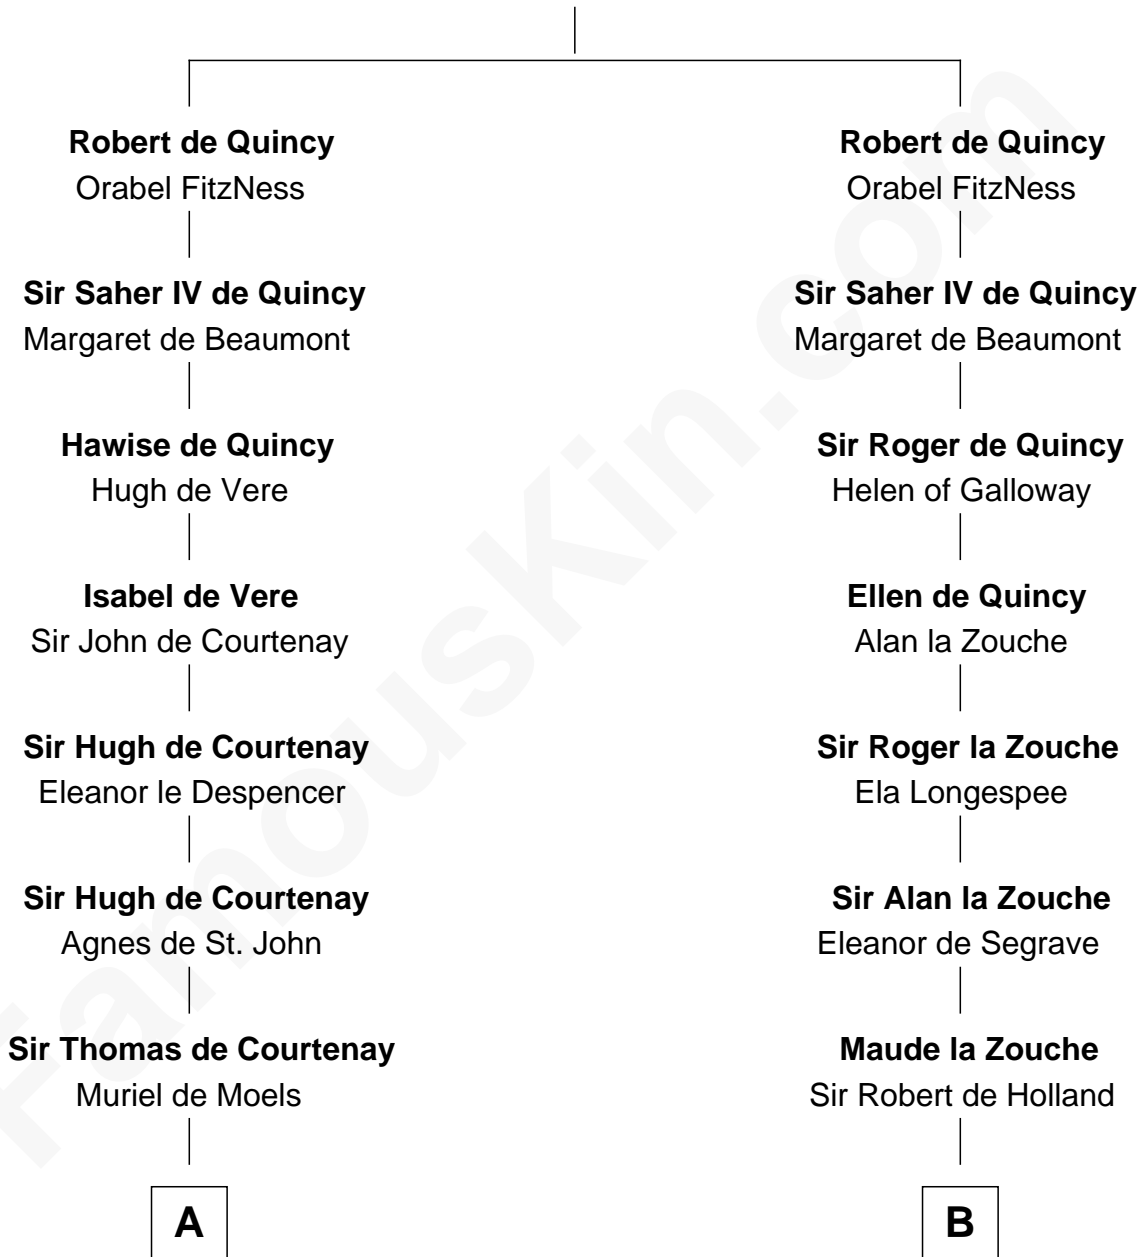 Robert de Quincy
Orabel FitzNess
Sir Saher IV de Quincy
Margaret de Beaumont
Hawise de Quincy
Hugh de Vere
Isabel de Vere
Sir John de Courtenay
Sir Hugh de Courtenay
Eleanor le Despencer
Sir Hugh de Courtenay
Agnes de St. John
Sir Thomas de Courtenay
Muriel de Moels
A
Robert de Quincy
Orabel FitzNess
Sir Saher IV de Quincy
Margaret de Beaumont
Sir Roger de Quincy
Helen of Galloway
Ellen de Quincy
Alan la Zouche
Sir Roger la Zouche
Ela Longespee
Sir Alan la Zouche
Eleanor de Segrave
Maude la Zouche
Sir Robert de Holland
B
FamousKin.com